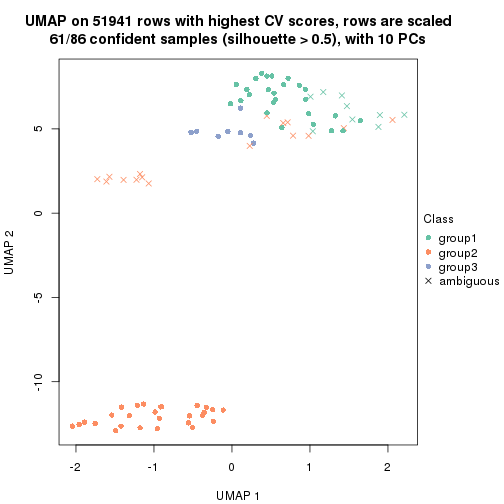 UMAP on 51941 rows with highest CV scores, rows are scaled
61/86 confident samples (silhouette > 0.5), with 10 PCs
5
0
-5
-10
UMAP 2
-2
-1
0
1
2
UMAP 1
Class
group1
group2
group3
ambiguous